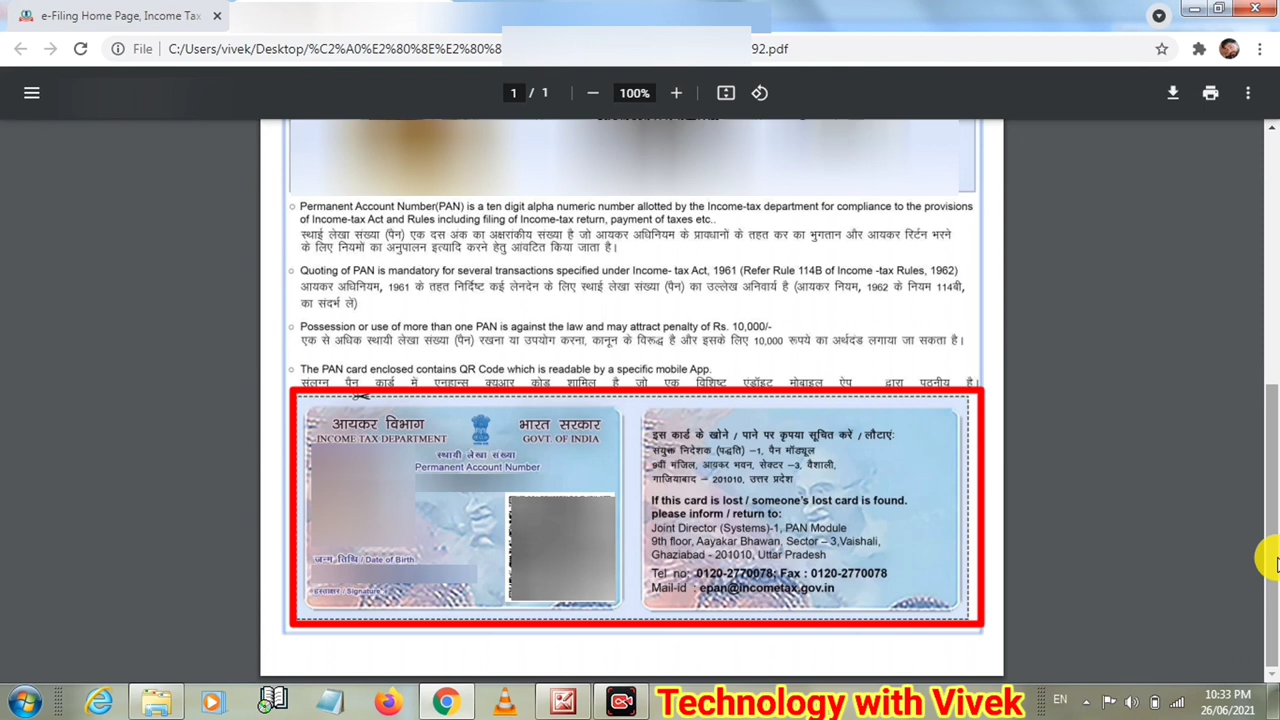 e-Filing Home Page, Income Tax
File
C:/Users/vivek/Desktop/%C2%A0%E2%80%8E%E2%80%8
92.pdf
1 / 1
100%
Permanent Account Number(PAN) is a ten digit alpha numeric number allotted by the Income-tax department for compliance to the provisions
of Income-tax Act and Rules including filing of Income-tax return, payment of taxes etc..
स्थाई लेखा संख्या (पैन) एक दस अंक का अक्षरांकीय संख्या है जो आयकर अधिनियम के प्रावधानों के तहत कर का भुगतान और आयकर रिर्टन भरने
के लिए नियमों का अनुपालन इत्यादि करने हेतु आवंटित किया जाता है।
Quoting of PAN is mandatory for several transactions specified under Income- tax Act, 1961 (Refer Rule 114B of Income -tax Rules, 1962)
आयकर अधिनियम, 1961 के तहत निर्दिष्ट कई लेनदेन के लिए स्थाई लेखा संख्या (पैन) का उल्लेख अनिवार्य है (आयकर नियम, 1962 के नियम 114बी,
का संदर्भ लें)
Possession or use of more than one PAN is against the law and may attract penalty of Rs. 10,000/-
एक से अधिक स्थायी लेखा संख्या (पैन) रखना या उपयोग करना, कानून के विरूद्ध है और इसके लिए 10,000 रूपये का अर्थदंड लगाया जा सकता है।
The PAN card enclosed contains QR Code which is readable by a specific mobile App.
संलग्न पैन कार्ड में एनहान्स क्यूआर कोड शामिल है जो एक विशिष्ट एंड्रॉइट मोबाइल ऐप द्वारा पठनीय है।
आयकर विभाग
INCOME TAX DEPARTMENT
भारत सरकार
GOVT. OF INDIA
स्थायी लेखा संख्या
Permanent Account Number
जन्म तिथि / Date of Birth
हस्ताक्षर / Signature
इस कार्ड के खोने / पाने पर कृपया सूचित करें / लौटाएं:
संयुक्त निदेशक (पद्धति) –1, पैन मॉड्यूल
9वीं मंजिल, आयकर भवन, सेक्टर –3, वैशाली,
गाजियाबाद – 201010, उत्तर प्रदेश
If this card is lost / someone's lost card is found.
please inform / return to:
Joint Director (Systems)-1, PAN Module
9th floor, Aayakar Bhawan, Sector – 3,Vaishali,
Ghaziabad - 201010, Uttar Pradesh
Tel no: 0120-2770078; Fax : 0120-2770078
Mail-id : epan@incometax.gov.in
Technology with Vivek
EN
10:33 PM
26/06/2021